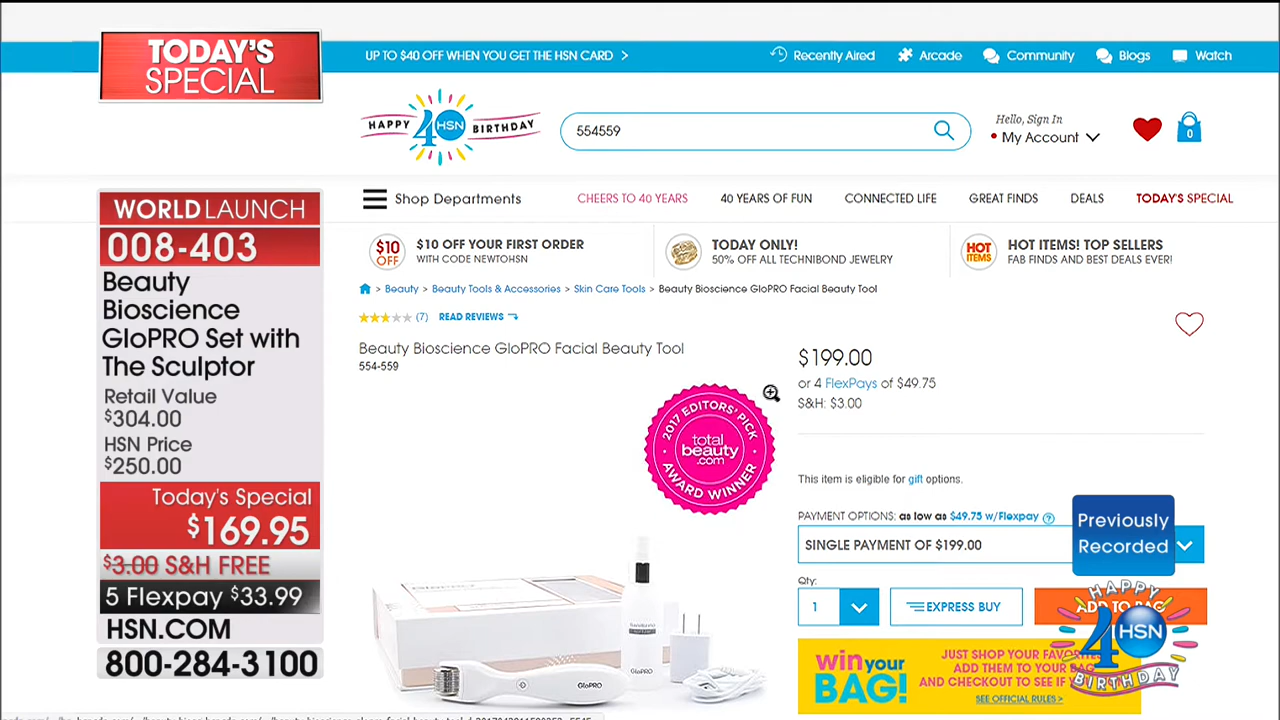 TODAY'S
SPECIAL
UP TO $40 OFF WHEN YOU GET THE HSN CARD >
Recently Aired
Arcade
Community
Blogs
Watch
HAPPY 40 HSN BIRTHDAY
554559
Hello, Sign In
My Account
0
Shop Departments
CHEERS TO 40 YEARS
40 YEARS OF FUN
CONNECTED LIFE
GREAT FINDS
DEALS
TODAY'S SPECIAL
$10
OFF
$10 OFF YOUR FIRST ORDER
WITH CODE NEWTOHSN
TODAY ONLY!
50% OFF ALL TECHNIBOND JEWELRY
HOT
ITEMS
HOT ITEMS! TOP SELLERS
FAB FINDS AND BEST DEALS EVER!
> Beauty > Beauty Tools & Accessories > Skin Care Tools > Beauty Bioscience GloPRO Facial Beauty Tool
(7) READ REVIEWS
Beauty Bioscience GloPRO Facial Beauty Tool
554-559
2017 EDITORS' PICK
total
beauty
.com
AWARD WINNER
GloPRO
GloPRO
$199.00
or 4 FlexPays of $49.75
S&H: $3.00
This item is eligible for gift options.
PAYMENT OPTIONS: as low as $49.75 w/Flexpay ?
SINGLE PAYMENT OF $199.00
Qty:
1
EXPRESS BUY
ADD TO BAG
win your
BAG!
JUST SHOP YOUR FAVORITES
ADD THEM TO YOUR BAG
AND CHECKOUT TO SEE IF
SEE OFFICIAL RULES >
Previously
Recorded
HAPPY
40 HSN
BIRTHDAY
WORLD LAUNCH
008-403
Beauty
Bioscience
GloPRO Set with
The Sculptor
Retail Value
$304.00
HSN Price
$250.00
Today's Special
$169.95
$3.00 S&H FREE
5 Flexpay $33.99
HSN.COM
800-284-3100